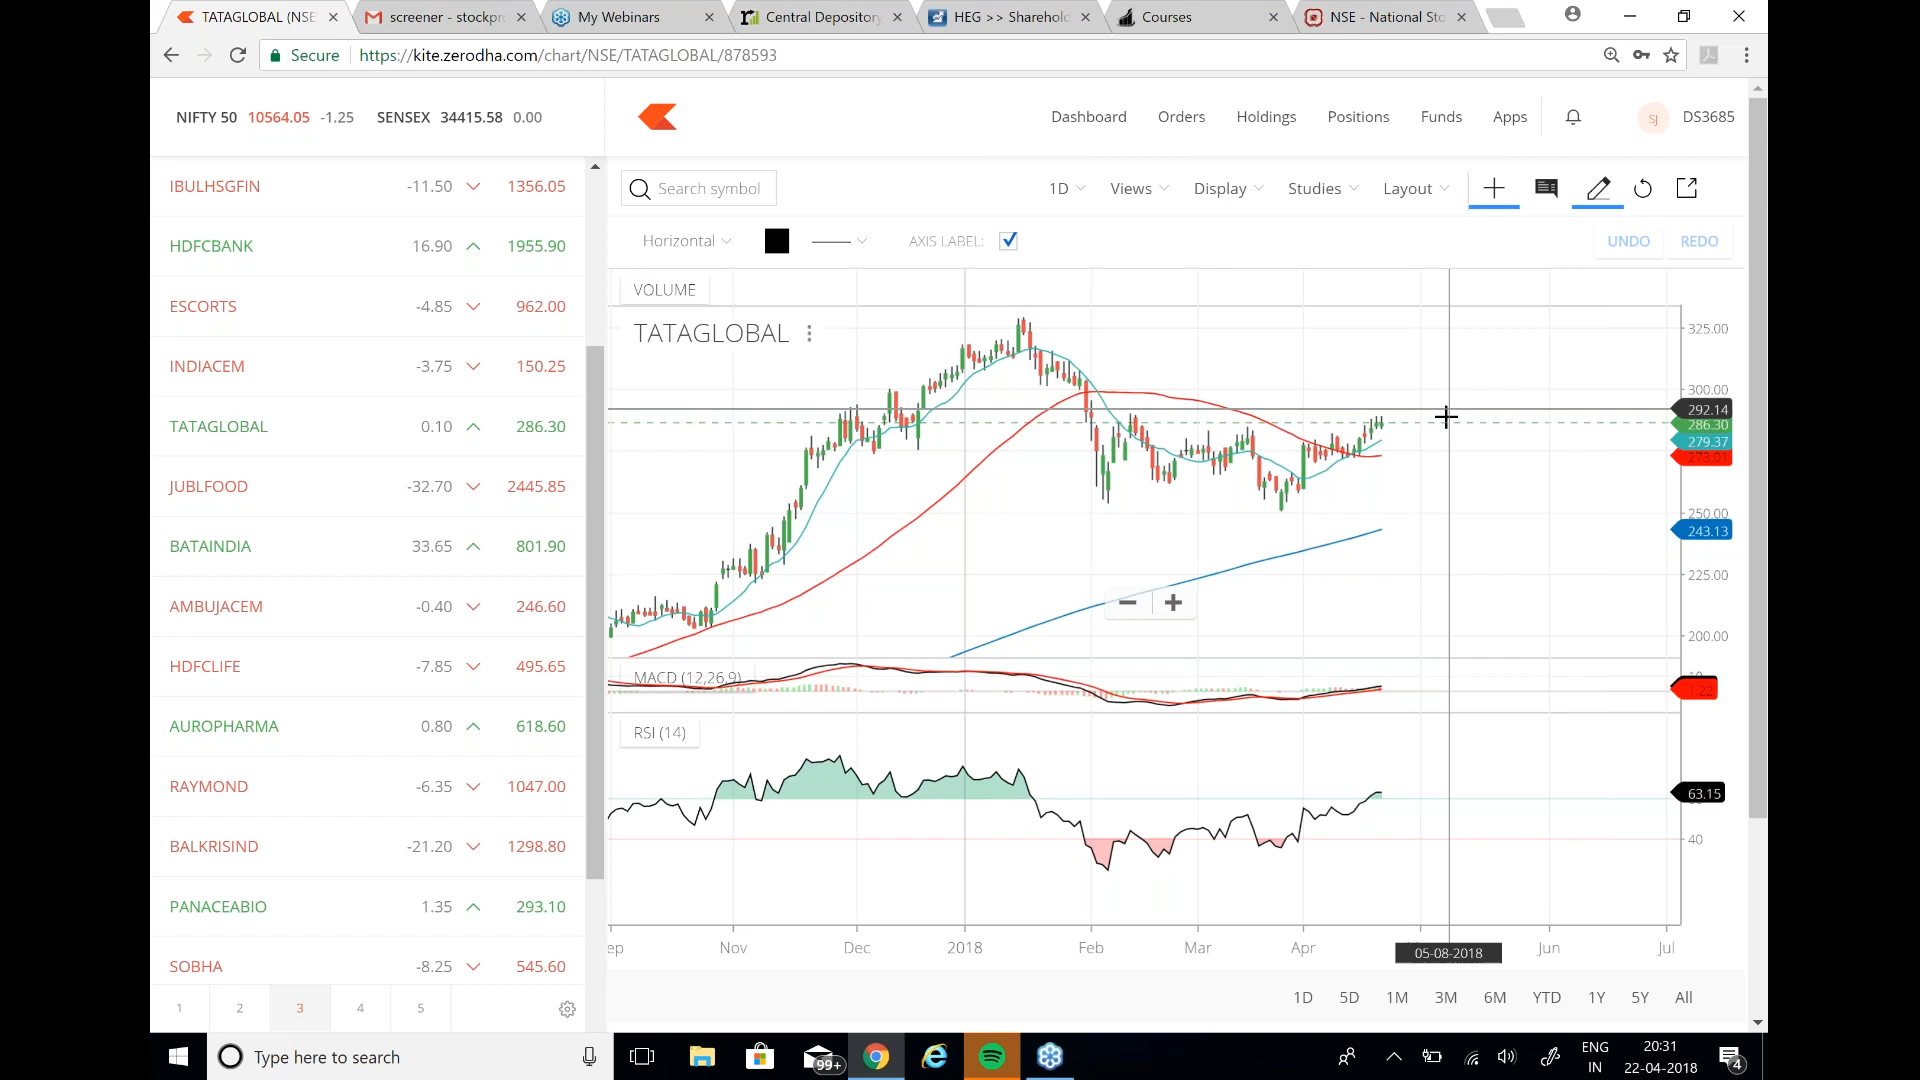 TATAGLOBAL (NSE
screener - stockpr
My Webinars
Central Depository
HEG >> Sharehol
Courses
NSE - National Sto
Secure
https://kite.zerodha.com/chart/NSE/TATAGLOBAL/878593
NIFTY 50 10564.05 -1.25 SENSEX 34415.58 0.00
Dashboard Orders Holdings Positions Funds Apps SJ DS3685
IBULHSGFIN -11.50 1356.05
HDFCBANK 16.90 1955.90
ESCORTS -4.85 962.00
INDIACEM -3.75 150.25
TATAGLOBAL 0.10 286.30
JUBLFOOD -32.70 2445.85
BATAINDIA 33.65 801.90
AMBUJACEM -0.40 246.60
HDFCLIFE -7.85 495.65
AUROPHARMA 0.80 618.60
RAYMOND -6.35 1047.00
BALKRISIND -21.20 1298.80
PANACEABIO 1.35 293.10
SOBHA -8.25 545.60
1 2 3 4 5
Search symbol 1D Views Display Studies Layout
Horizontal AXIS LABEL: UNDO REDO
VOLUME
TATAGLOBAL
325.00
300.00
292.14
286.30
279.37
273.01
250.00
243.13
225.00
200.00
MACD (12,26,9)
1.22
RSI (14)
63.15
40
ep Nov Dec 2018 Feb Mar Apr Jun Jul
05-08-2018
1D 5D 1M 3M 6M YTD 1Y 5Y All
Type here to search
99+
ENG
IN
20:31
22-04-2018
4